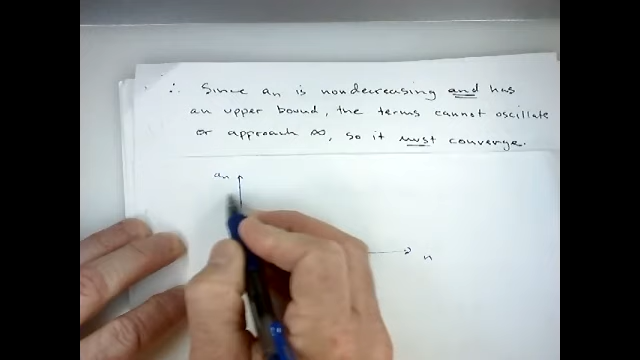 ∴ Since an is nondecreasing and has
an upper bound, the terms cannot oscillate
or approach ∞, so it must converge.
an
n